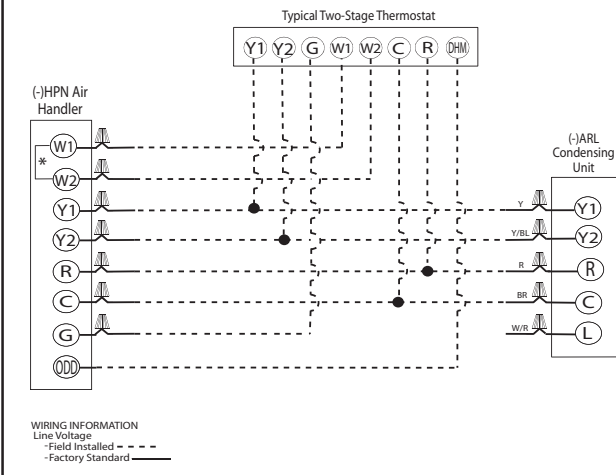 Typical Two-Stage Thermostat
Y1 Y2 G W1 W2 C R DHM
(-)HPN Air
Handler
(-)ARL
Condensing
Unit
W1
*
W2
Y1 Y Y1
Y2 Y/BL Y2
R R R
C BR C
G W/R L
ODD
WIRING INFORMATION
Line Voltage
-Field Installed
-Factory Standard